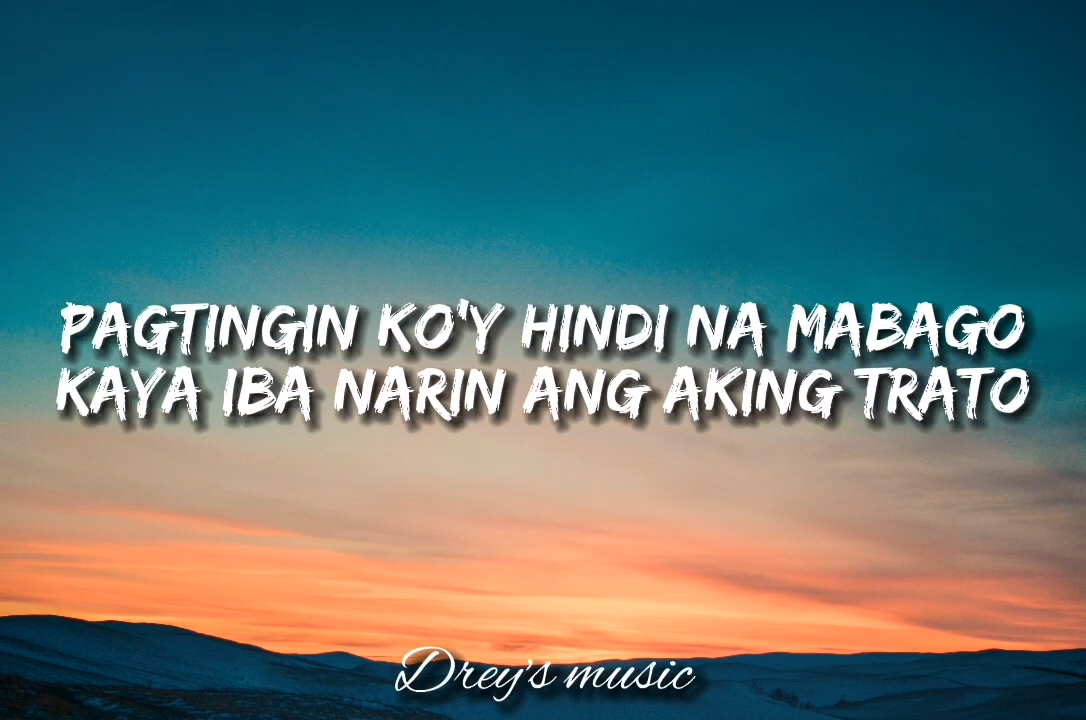 PAGTINGIN KO'Y HINDI NA MABAGO
KAYA IBA NARIN ANG AKING TRATO
Drey's music